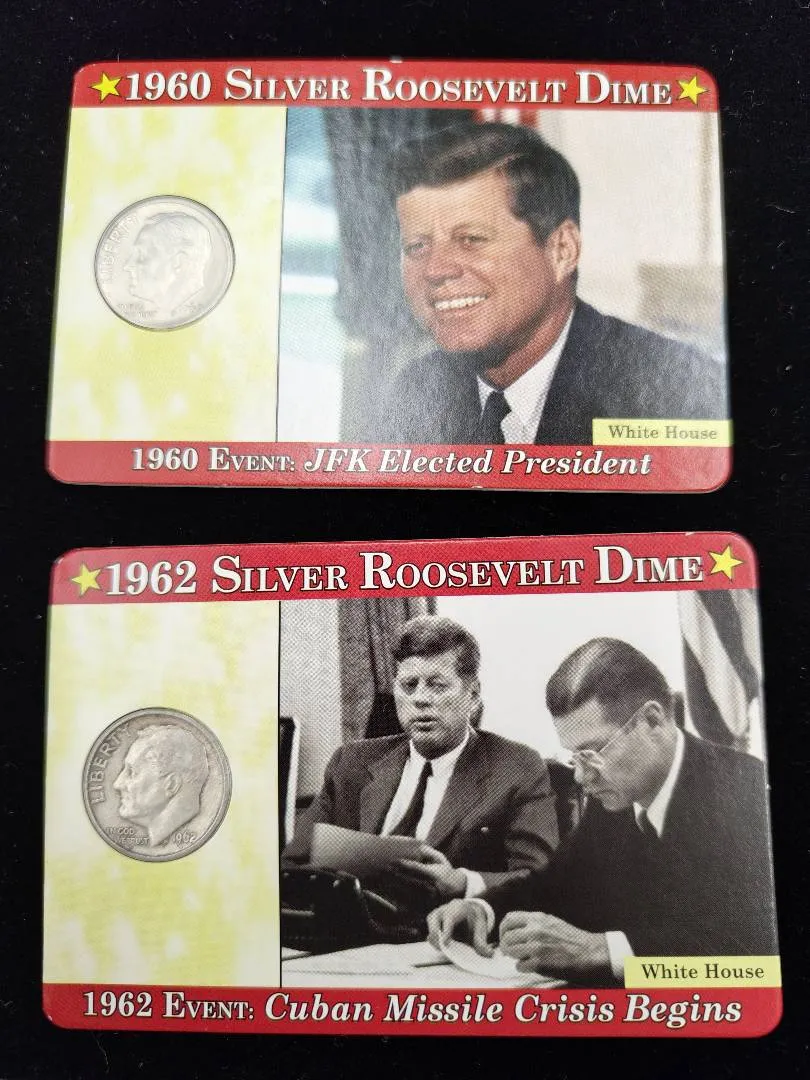 1960 SILVER ROOSEVELT DIME
LIBERTY
White House
1960 EVENT: JFK Elected President
1962 SILVER ROOSEVELT DIME
LIBERTY
IN GOD
WE TRUST
1962
White House
1962 EVENT: Cuban Missile Crisis Begins